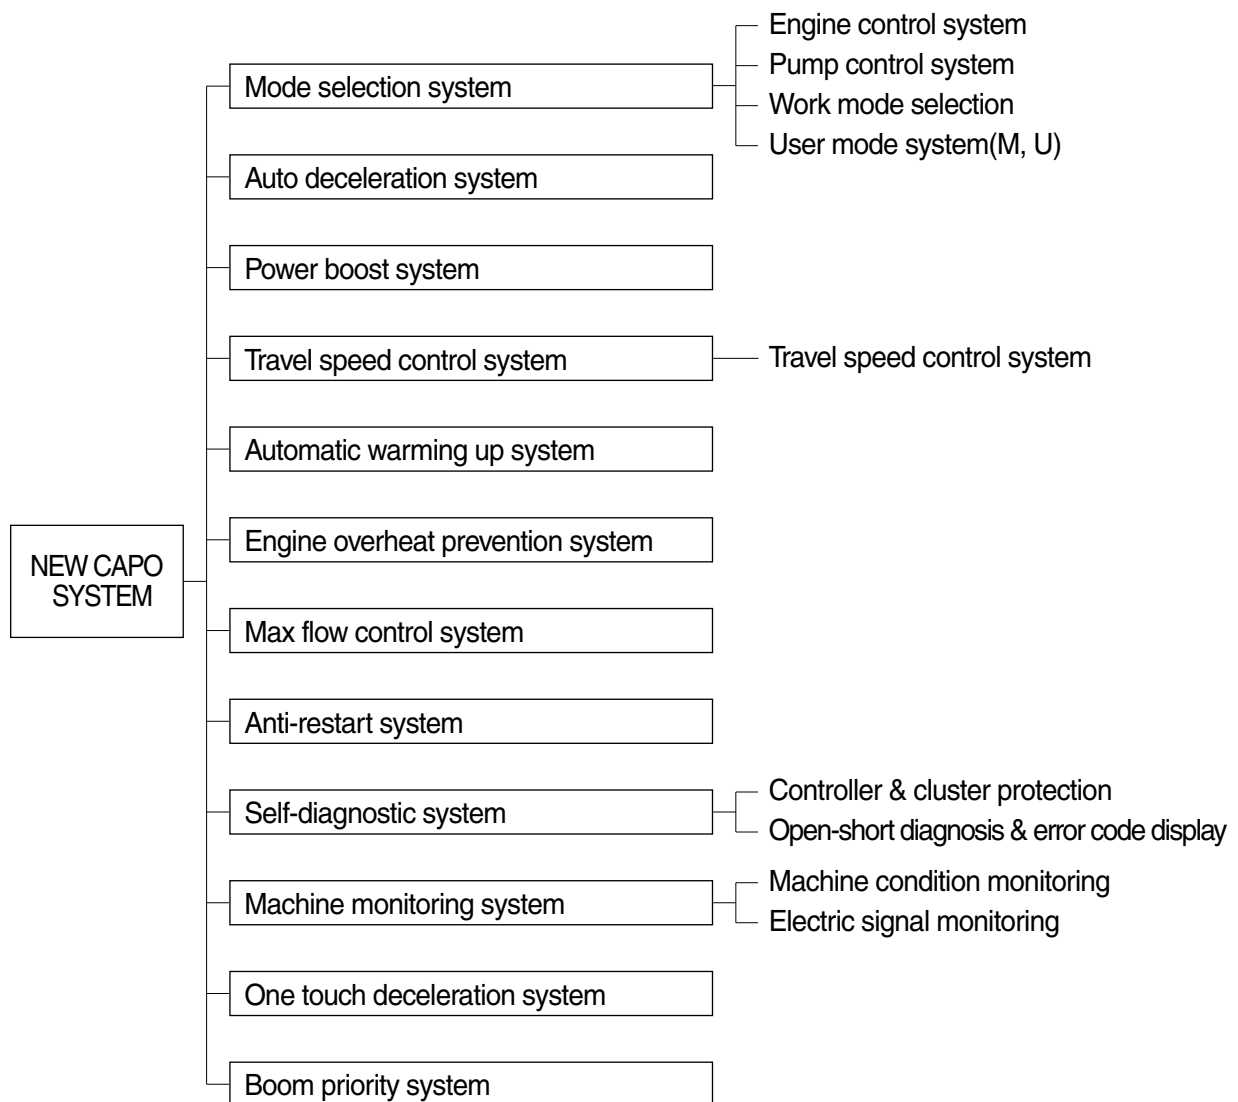 Engine control system
Pump control system
Mode selection system
Work mode selection
User mode system(M, U)
Auto deceleration system
Power boost system
Travel speed control system
Travel speed control system
Automatic warming up system
Engine overheat prevention system
NEW CAPO
SYSTEM
Max flow control system
Anti-restart system
Self-diagnostic system
Controller & cluster protection
Open-short diagnosis & error code display
Machine monitoring system
Machine condition monitoring
Electric signal monitoring
One touch deceleration system
Boom priority system